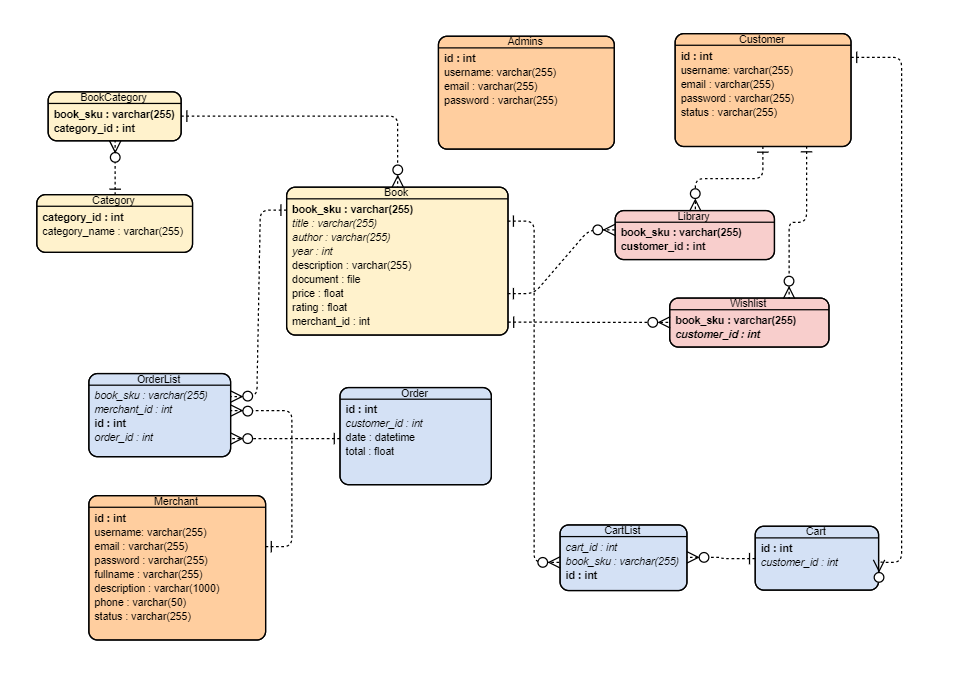 Admins
id : int
username: varchar(255)
email : varchar(255)
password : varchar(255)
Customer
id : int
username: varchar(255)
email : varchar(255)
password : varchar(255)
status : varchar(255)
BookCategory
book_sku : varchar(255)
category_id : int
Category
category_id : int
category_name : varchar(255)
Book
book_sku : varchar(255)
title : varchar(255)
author : varchar(255)
year : int
description : varchar(255)
document : file
price : float
rating : float
merchant_id : int
Library
book_sku : varchar(255)
customer_id : int
Wishlist
book_sku : varchar(255)
customer_id : int
OrderList
book_sku : varchar(255)
merchant_id : int
id : int
order_id : int
Order
id : int
customer_id : int
date : datetime
total : float
Merchant
id : int
username: varchar(255)
email : varchar(255)
password : varchar(255)
fullname : varchar(255)
description : varchar(1000)
phone : varchar(50)
status : varchar(255)
CartList
cart_id : int
book_sku : varchar(255)
id : int
Cart
id : int
customer_id : int